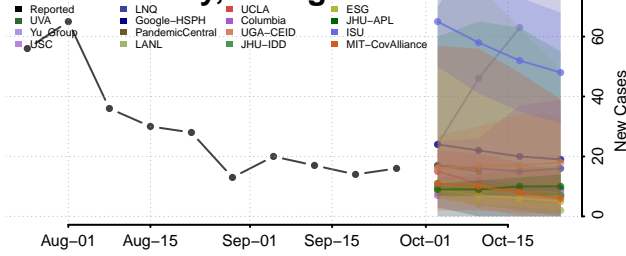 Reported LNQ UCLA ESG
UVA Google−HSPH Columbia JHU−APL
Yu_Group PandemicCentral UGA−CEID ISU
USC LANL JHU−IDD MIT−CovAlliance
60
40
20
0
New Cases
Aug−01 Aug−15 Sep−01 Sep−15 Oct−01 Oct−15